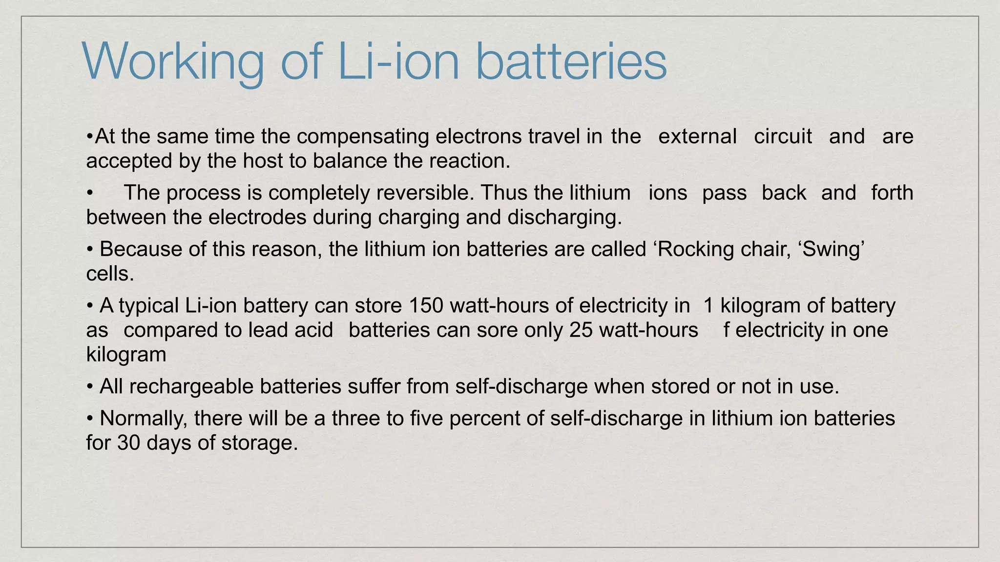 Working of Li-ion batteries
•At the same time the compensating electrons travel in the external circuit and are
accepted by the host to balance the reaction.
• The process is completely reversible. Thus the lithium ions pass back and forth
between the electrodes during charging and discharging.
• Because of this reason, the lithium ion batteries are called ‘Rocking chair, ‘Swing’
cells.
• A typical Li-ion battery can store 150 watt-hours of electricity in 1 kilogram of battery
as compared to lead acid batteries can sore only 25 watt-hours f electricity in one
kilogram
• All rechargeable batteries suffer from self-discharge when stored or not in use.
• Normally, there will be a three to five percent of self-discharge in lithium ion batteries
for 30 days of storage.